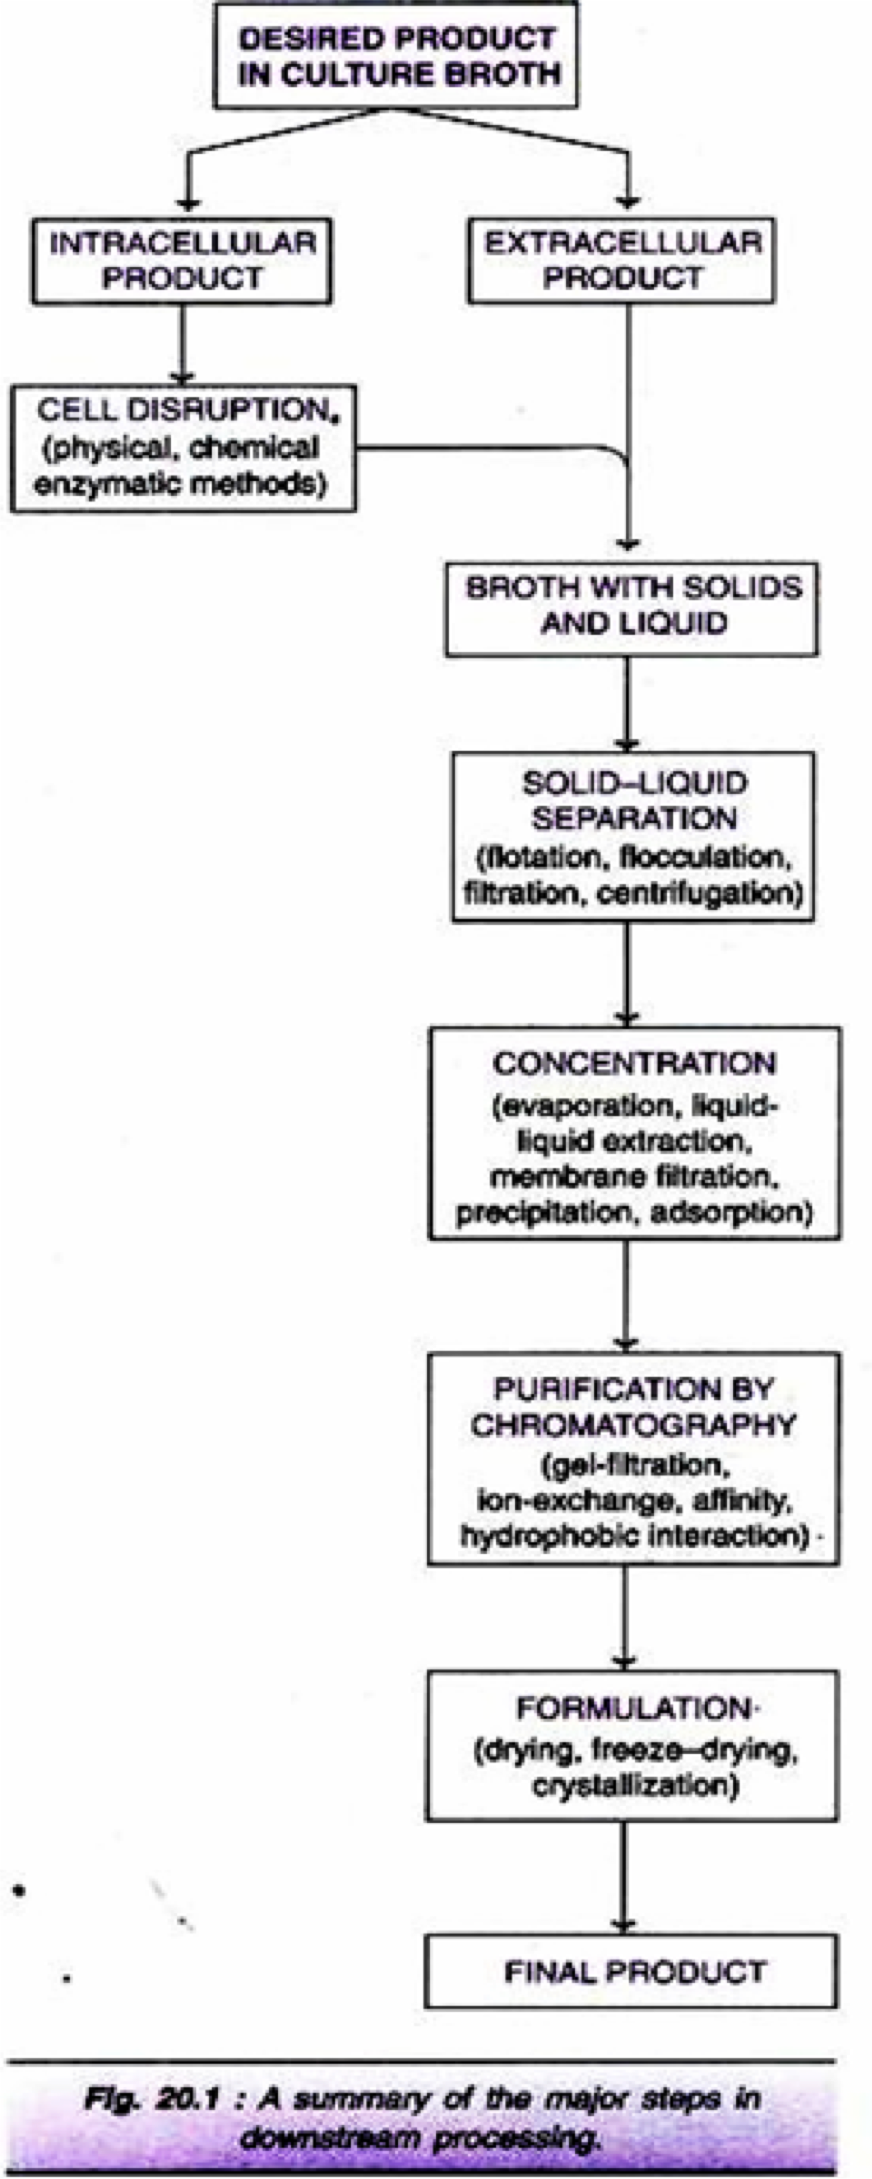 DESIRED PRODUCT
IN CULTURE BROTH
INTRACELLULAR
PRODUCT
EXTRACELLULAR
PRODUCT
CELL DISRUPTION
(physical, chemical
enzymatic methods)
BROTH WITH SOLIDS
AND LIQUID
SOLID–LIQUID
SEPARATION
(flotation, flocculation,
filtration, centrifugation)
CONCENTRATION
(evaporation, liquid-
liquid extraction,
membrane filtration,
precipitation, adsorption)
PURIFICATION BY
CHROMATOGRAPHY
(gel-filtration,
ion-exchange, affinity,
hydrophobic interaction)
FORMULATION
(drying, freeze–drying,
crystallization)
FINAL PRODUCT
Fig. 20.1 : A summary of the major steps in
downstream processing.